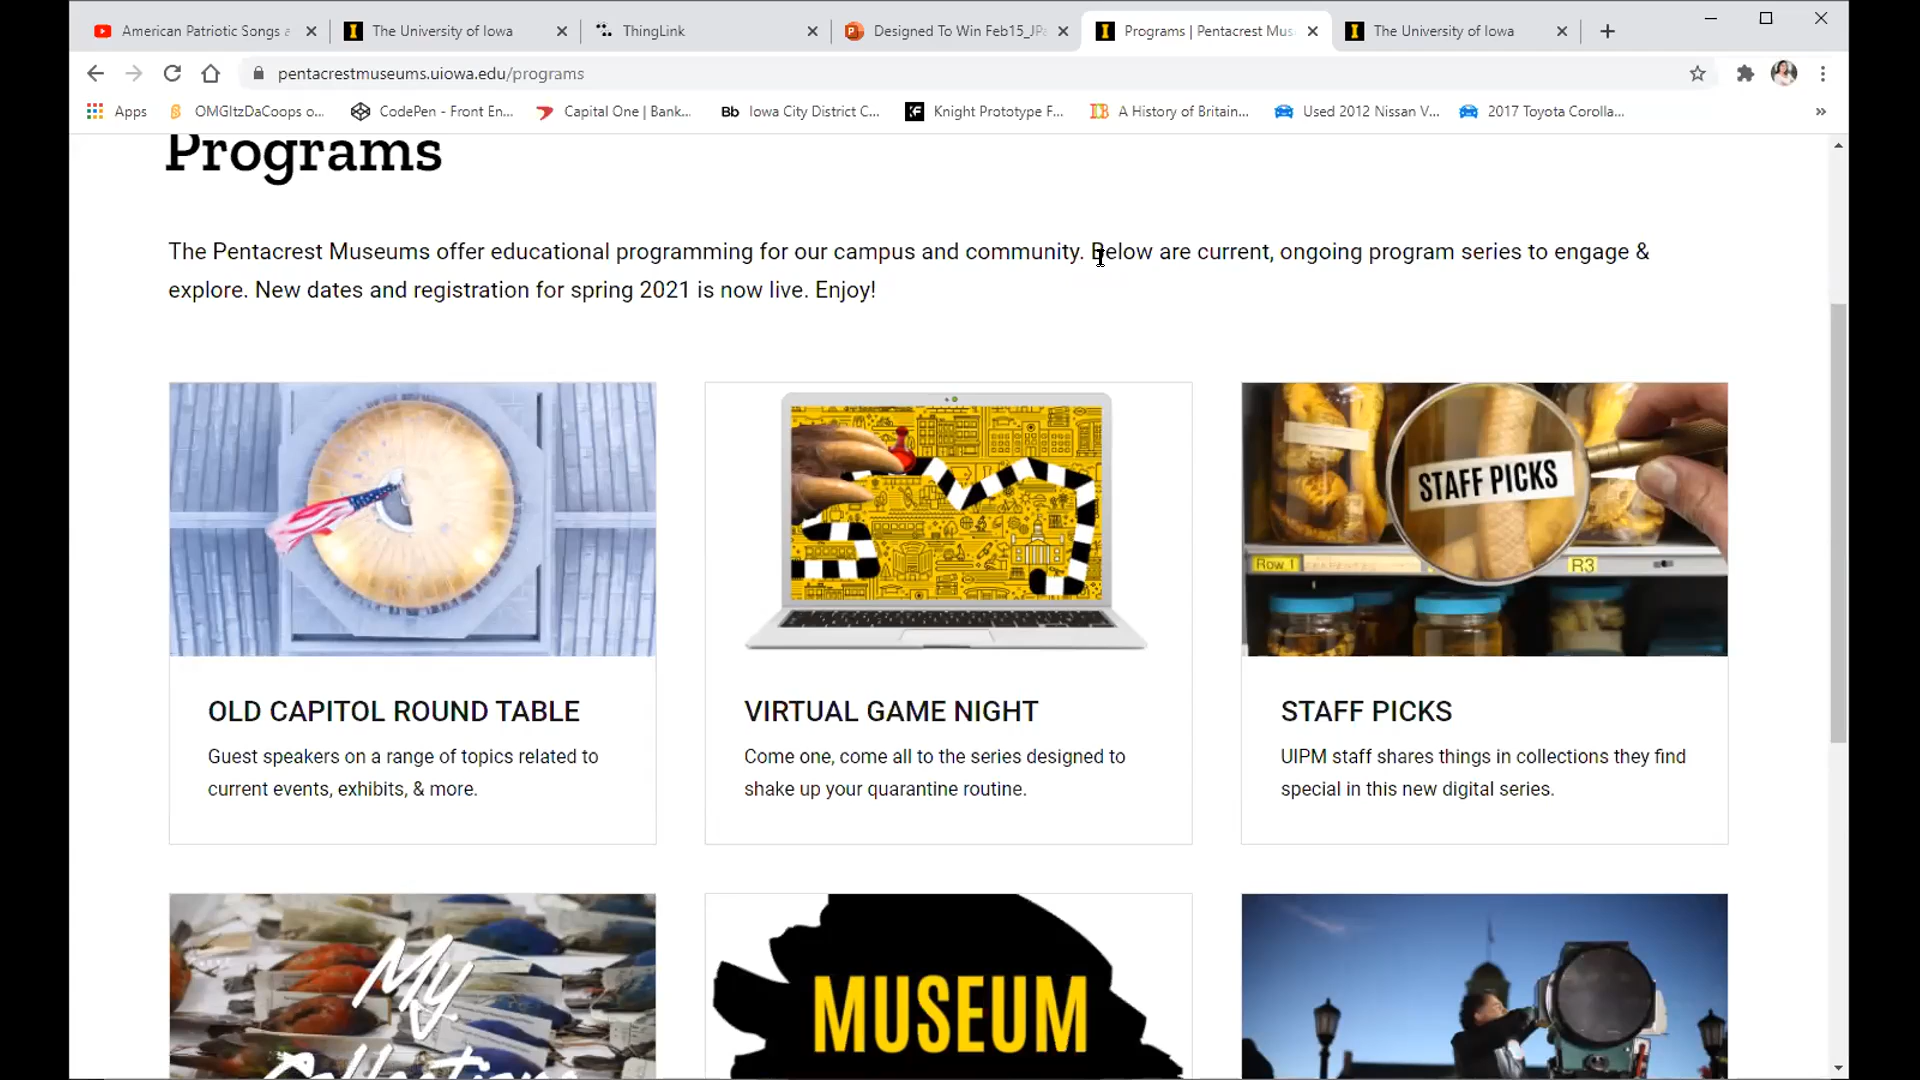 American Patriotic Songs a
The University of Iowa
ThingLink
Designed To Win Feb15_JPa
Programs | Pentacrest Mus
The University of Iowa
pentacrestmuseums.uiowa.edu/programs
Apps
OMGItzDaCoops o...
CodePen - Front En...
Capital One | Bank...
Bb Iowa City District C...
Knight Prototype F...
A History of Britain...
Used 2012 Nissan V...
2017 Toyota Corolla...
Programs
The Pentacrest Museums offer educational programming for our campus and community. Below are current, ongoing program series to engage &
explore. New dates and registration for spring 2021 is now live. Enjoy!
STAFF PICKS
Row 1
R3
OLD CAPITOL ROUND TABLE
Guest speakers on a range of topics related to
current events, exhibits, & more.
VIRTUAL GAME NIGHT
Come one, come all to the series designed to
shake up your quarantine routine.
STAFF PICKS
UIPM staff shares things in collections they find
special in this new digital series.
My
Collections
MUSEUM